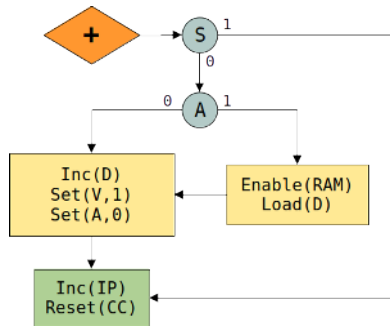 +
S
1
0
0
A
1
Inc(D)
Set(V,1)
Set(A,0)
Enable(RAM)
Load(D)
Inc(IP)
Reset(CC)